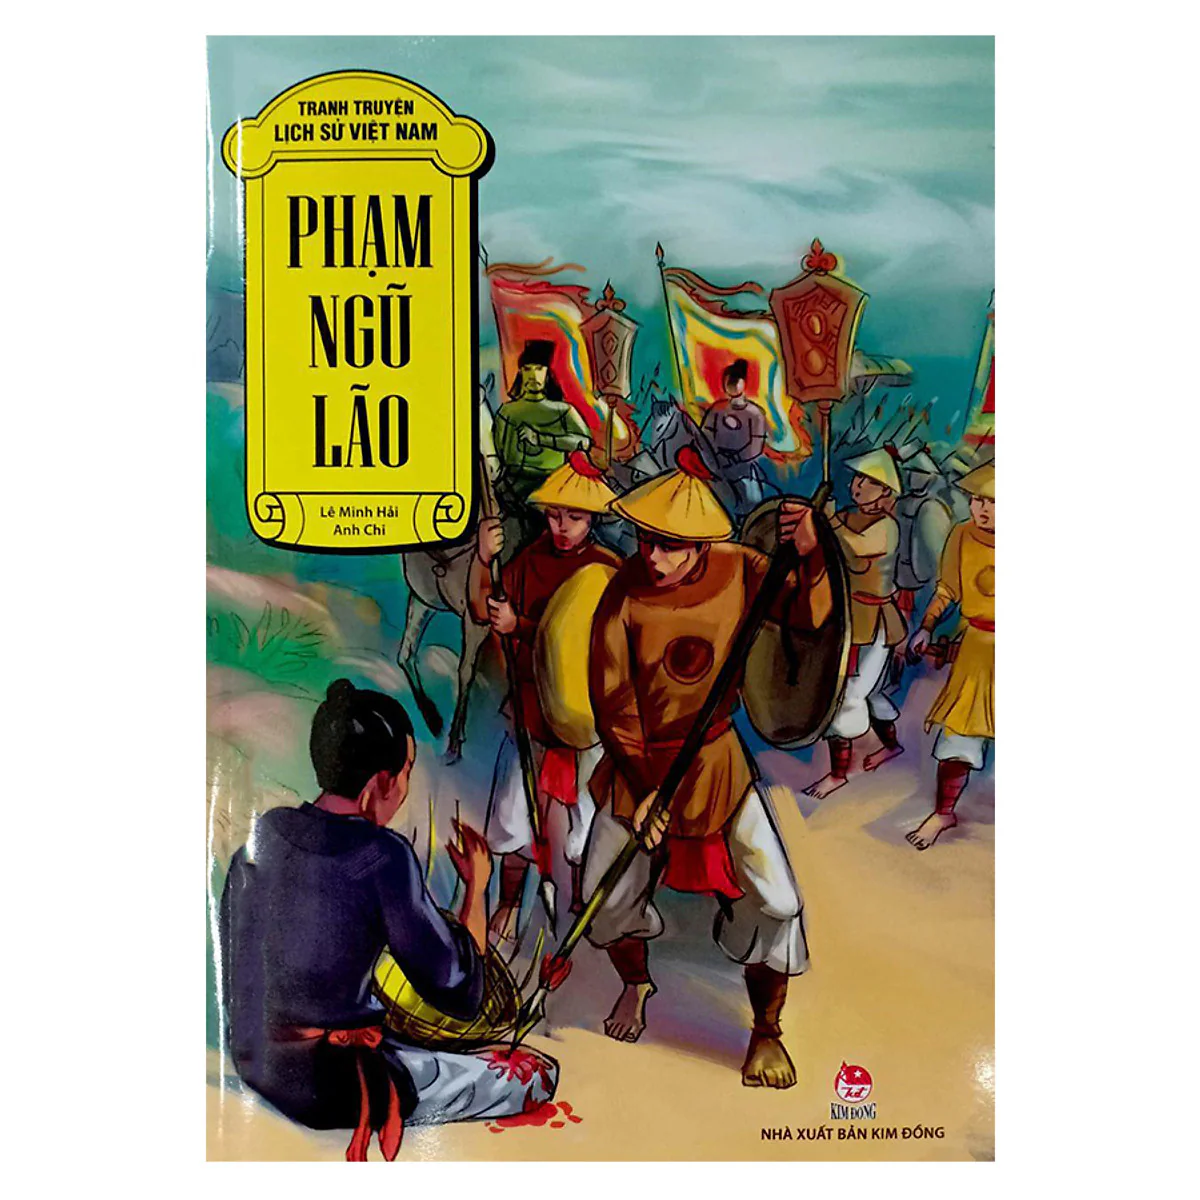 TRANH TRUYỆN
LỊCH SỬ VIỆT NAM
PHẠM
NGŨ
LÃO
Lê Minh Hải
Anh Chi
kđ
KIM ĐỒNG
NHÀ XUẤT BẢN KIM ĐỒNG